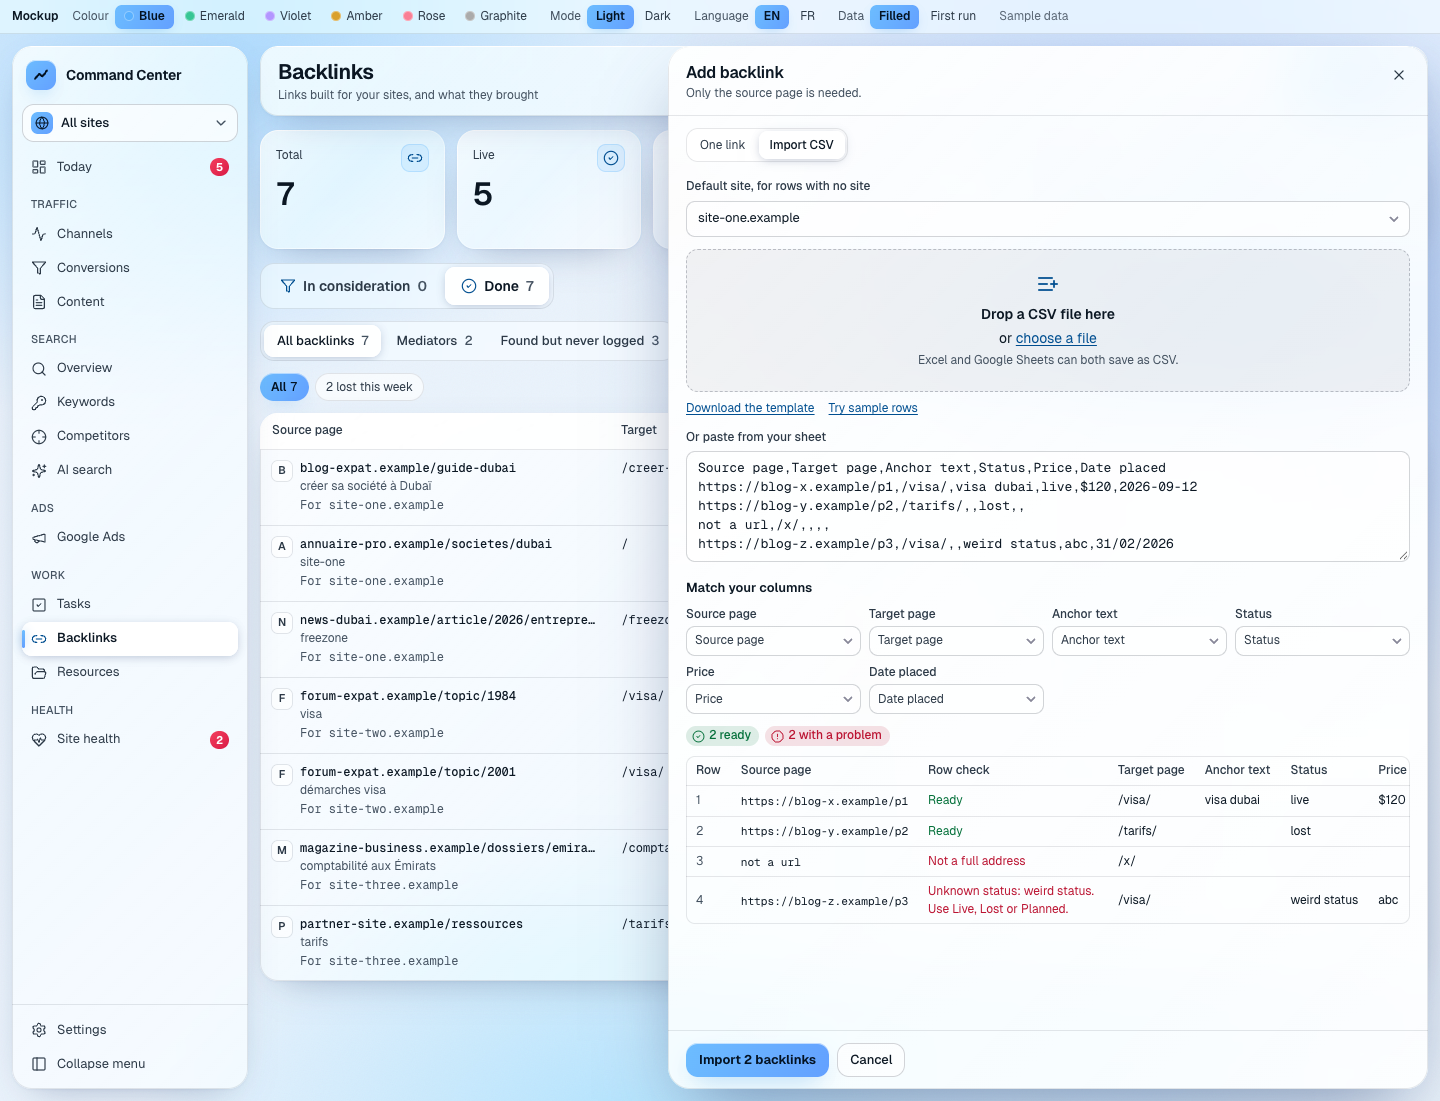 Mockup Colour Blue Emerald Violet Amber Rose Graphite Mode Light Dark Language EN FR Data Filled First run Sample data
Command Center
All sites
Today 5
TRAFFIC
Channels
Conversions
Content
SEARCH
Overview
Keywords
Competitors
AI search
ADS
Google Ads
WORK
Tasks
Backlinks
Resources
HEALTH
Site health 2
Settings
Collapse menu
Backlinks
Links built for your sites, and what they brought
Total
7
Live
5
In consideration 0 Done 7
All backlinks 7 Mediators 2 Found but never logged 3
All 7 2 lost this week
Source page Target
B blog-expat.example/guide-dubai /creer-
créer sa société à Dubaï
For site-one.example
A annuaire-pro.example/societes/dubai /
site-one
For site-one.example
N news-dubai.example/article/2026/entrepre… /freezo
freezone
For site-one.example
F forum-expat.example/topic/1984 /visa/
visa
For site-two.example
F forum-expat.example/topic/2001 /visa/
démarches visa
For site-two.example
M magazine-business.example/dossiers/emira… /compta
comptabilité aux Émirats
For site-three.example
P partner-site.example/ressources /tarifs
tarifs
For site-three.example
Add backlink
Only the source page is needed.
One link Import CSV
Default site, for rows with no site
site-one.example
Drop a CSV file here
or choose a file
Excel and Google Sheets can both save as CSV.
Download the template Try sample rows
Or paste from your sheet
Source page,Target page,Anchor text,Status,Price,Date placed
https://blog-x.example/p1,/visa/,visa dubai,live,$120,2026-09-12
https://blog-y.example/p2,/tarifs/,,lost,,
not a url,/x/,,,,
https://blog-z.example/p3,/visa/,,weird status,abc,31/02/2026
Match your columns
Source page Target page Anchor text Status
Source page Target page Anchor text Status
Price Date placed
Price Date placed
2 ready 2 with a problem
Row Source page Row check Target page Anchor text Status Price
1 https://blog-x.example/p1 Ready /visa/ visa dubai live $120
2 https://blog-y.example/p2 Ready /tarifs/ lost
3 not a url Not a full address /x/
4 https://blog-z.example/p3 Unknown status: weird status. /visa/ weird status abc
Use Live, Lost or Planned.
Import 2 backlinks Cancel